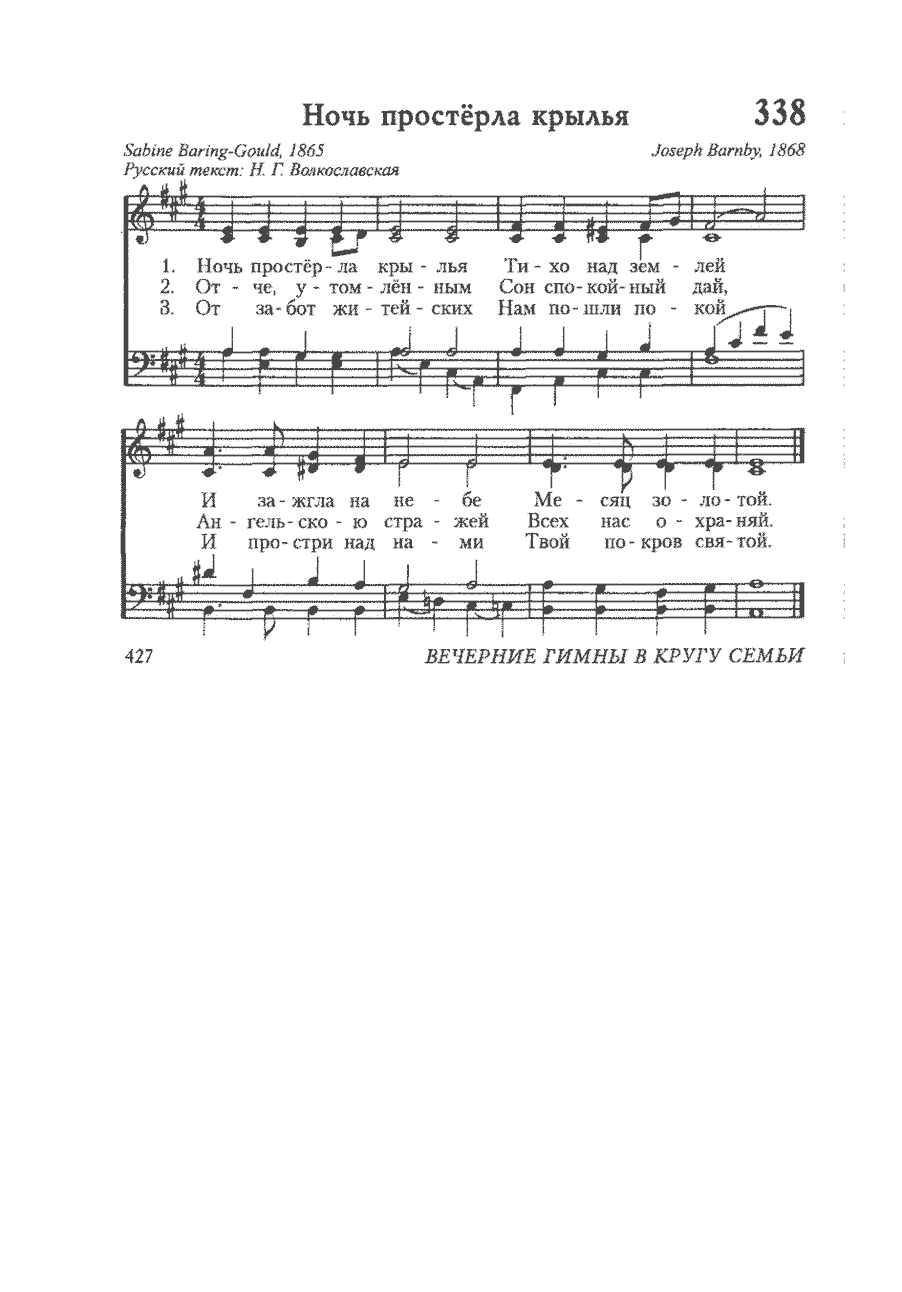 Ночь простёрла крылья 338
Sabine Baring-Gould, 1865 Joseph Barnby, 1868
Русский текст: Н. Г. Волкославская
1. Ночь простёр-ла кры - лья Ти - хо над зем - лей
2. От - че, у - том - лён - ным Сон спо-кой-ный дай,
3. От за-бот жи - тей - ских Нам по-шли по - кой
И за-жгла на не - бе Ме - сяц зо - ло-той.
Ан - гель-ско - ю стра - жей Всех нас о - хра-няй.
И про-стри над на - ми Твой по-кров свя-той.
427 ВЕЧЕРНИЕ ГИМНЫ В КРУГУ СЕМЬИ